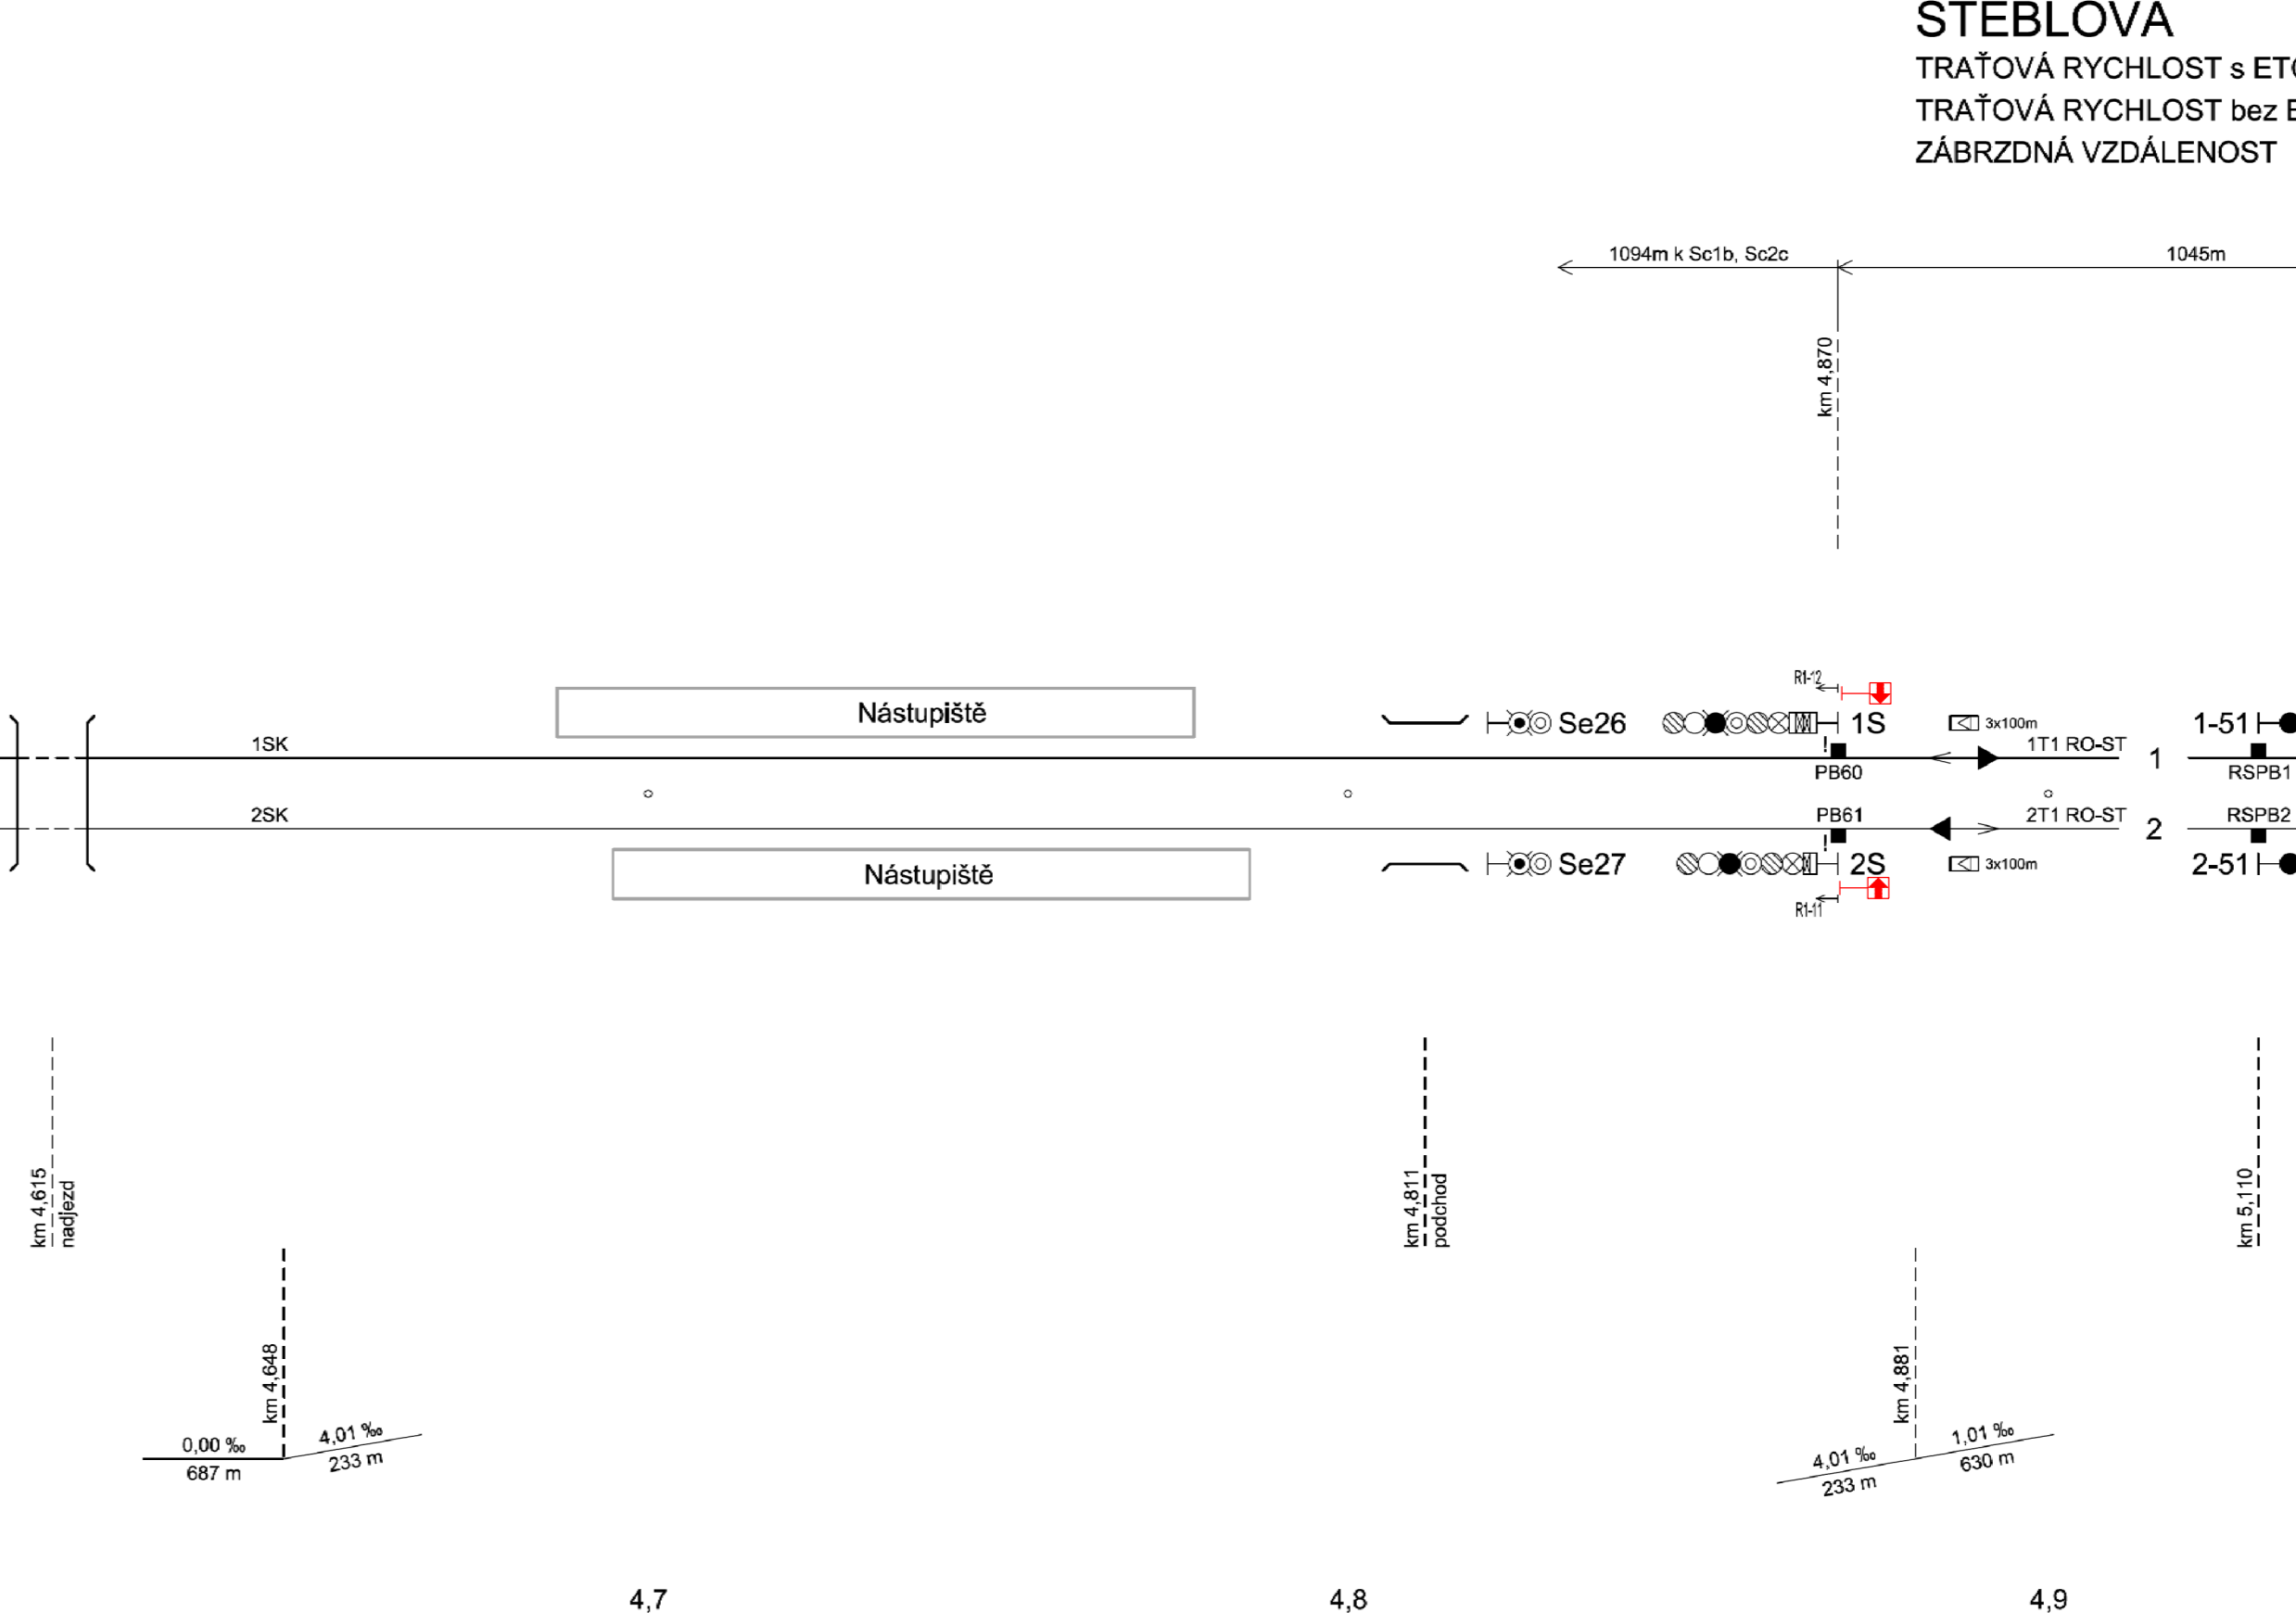 STEBLOVÁ
TRAŤOVÁ RYCHLOST s
TRAŤOVÁ RYCHLOST bez
ZÁBRZDNÁ VZDÁLENOST
1094m k Sc1b, Sc2c
1045m
km 4,870
R1-12
Nástupiště
Se26
1S
3x100m
1-51
1SK
1T1 RO-ST
1
PB60
RSPB1
2SK
PB61
2T1 RO-ST
2
RSPB2
Nástupiště
Se27
2S
3x100m
2-51
R1-11
km 4,615
nadjezd
km 4,811
podchod
km 5,110
km 4,648
km 4,881
0,00 ‰
687 m
4,01 ‰
233 m
4,01 ‰
233 m
1,01 ‰
630 m
4,7
4,8
4,9